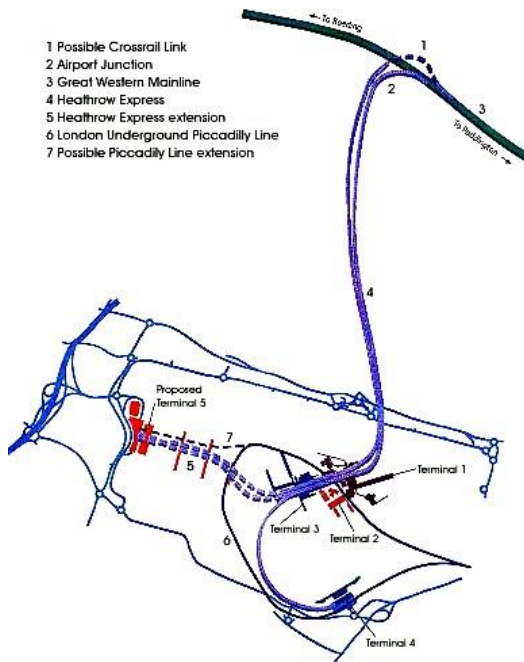 1 Possible Crossrail Link
2 Airport Junction
3 Great Western Mainline
4 Heathrow Express
5 Heathrow Express extension
6 London Underground Piccadilly Line
7 Possible Piccadily Line extension
To Reading
1
2
3
To Paddington
4
Proposed
Terminal 5
7
5
Terminal 1
Terminal 3
Terminal 2
6
Terminal 4